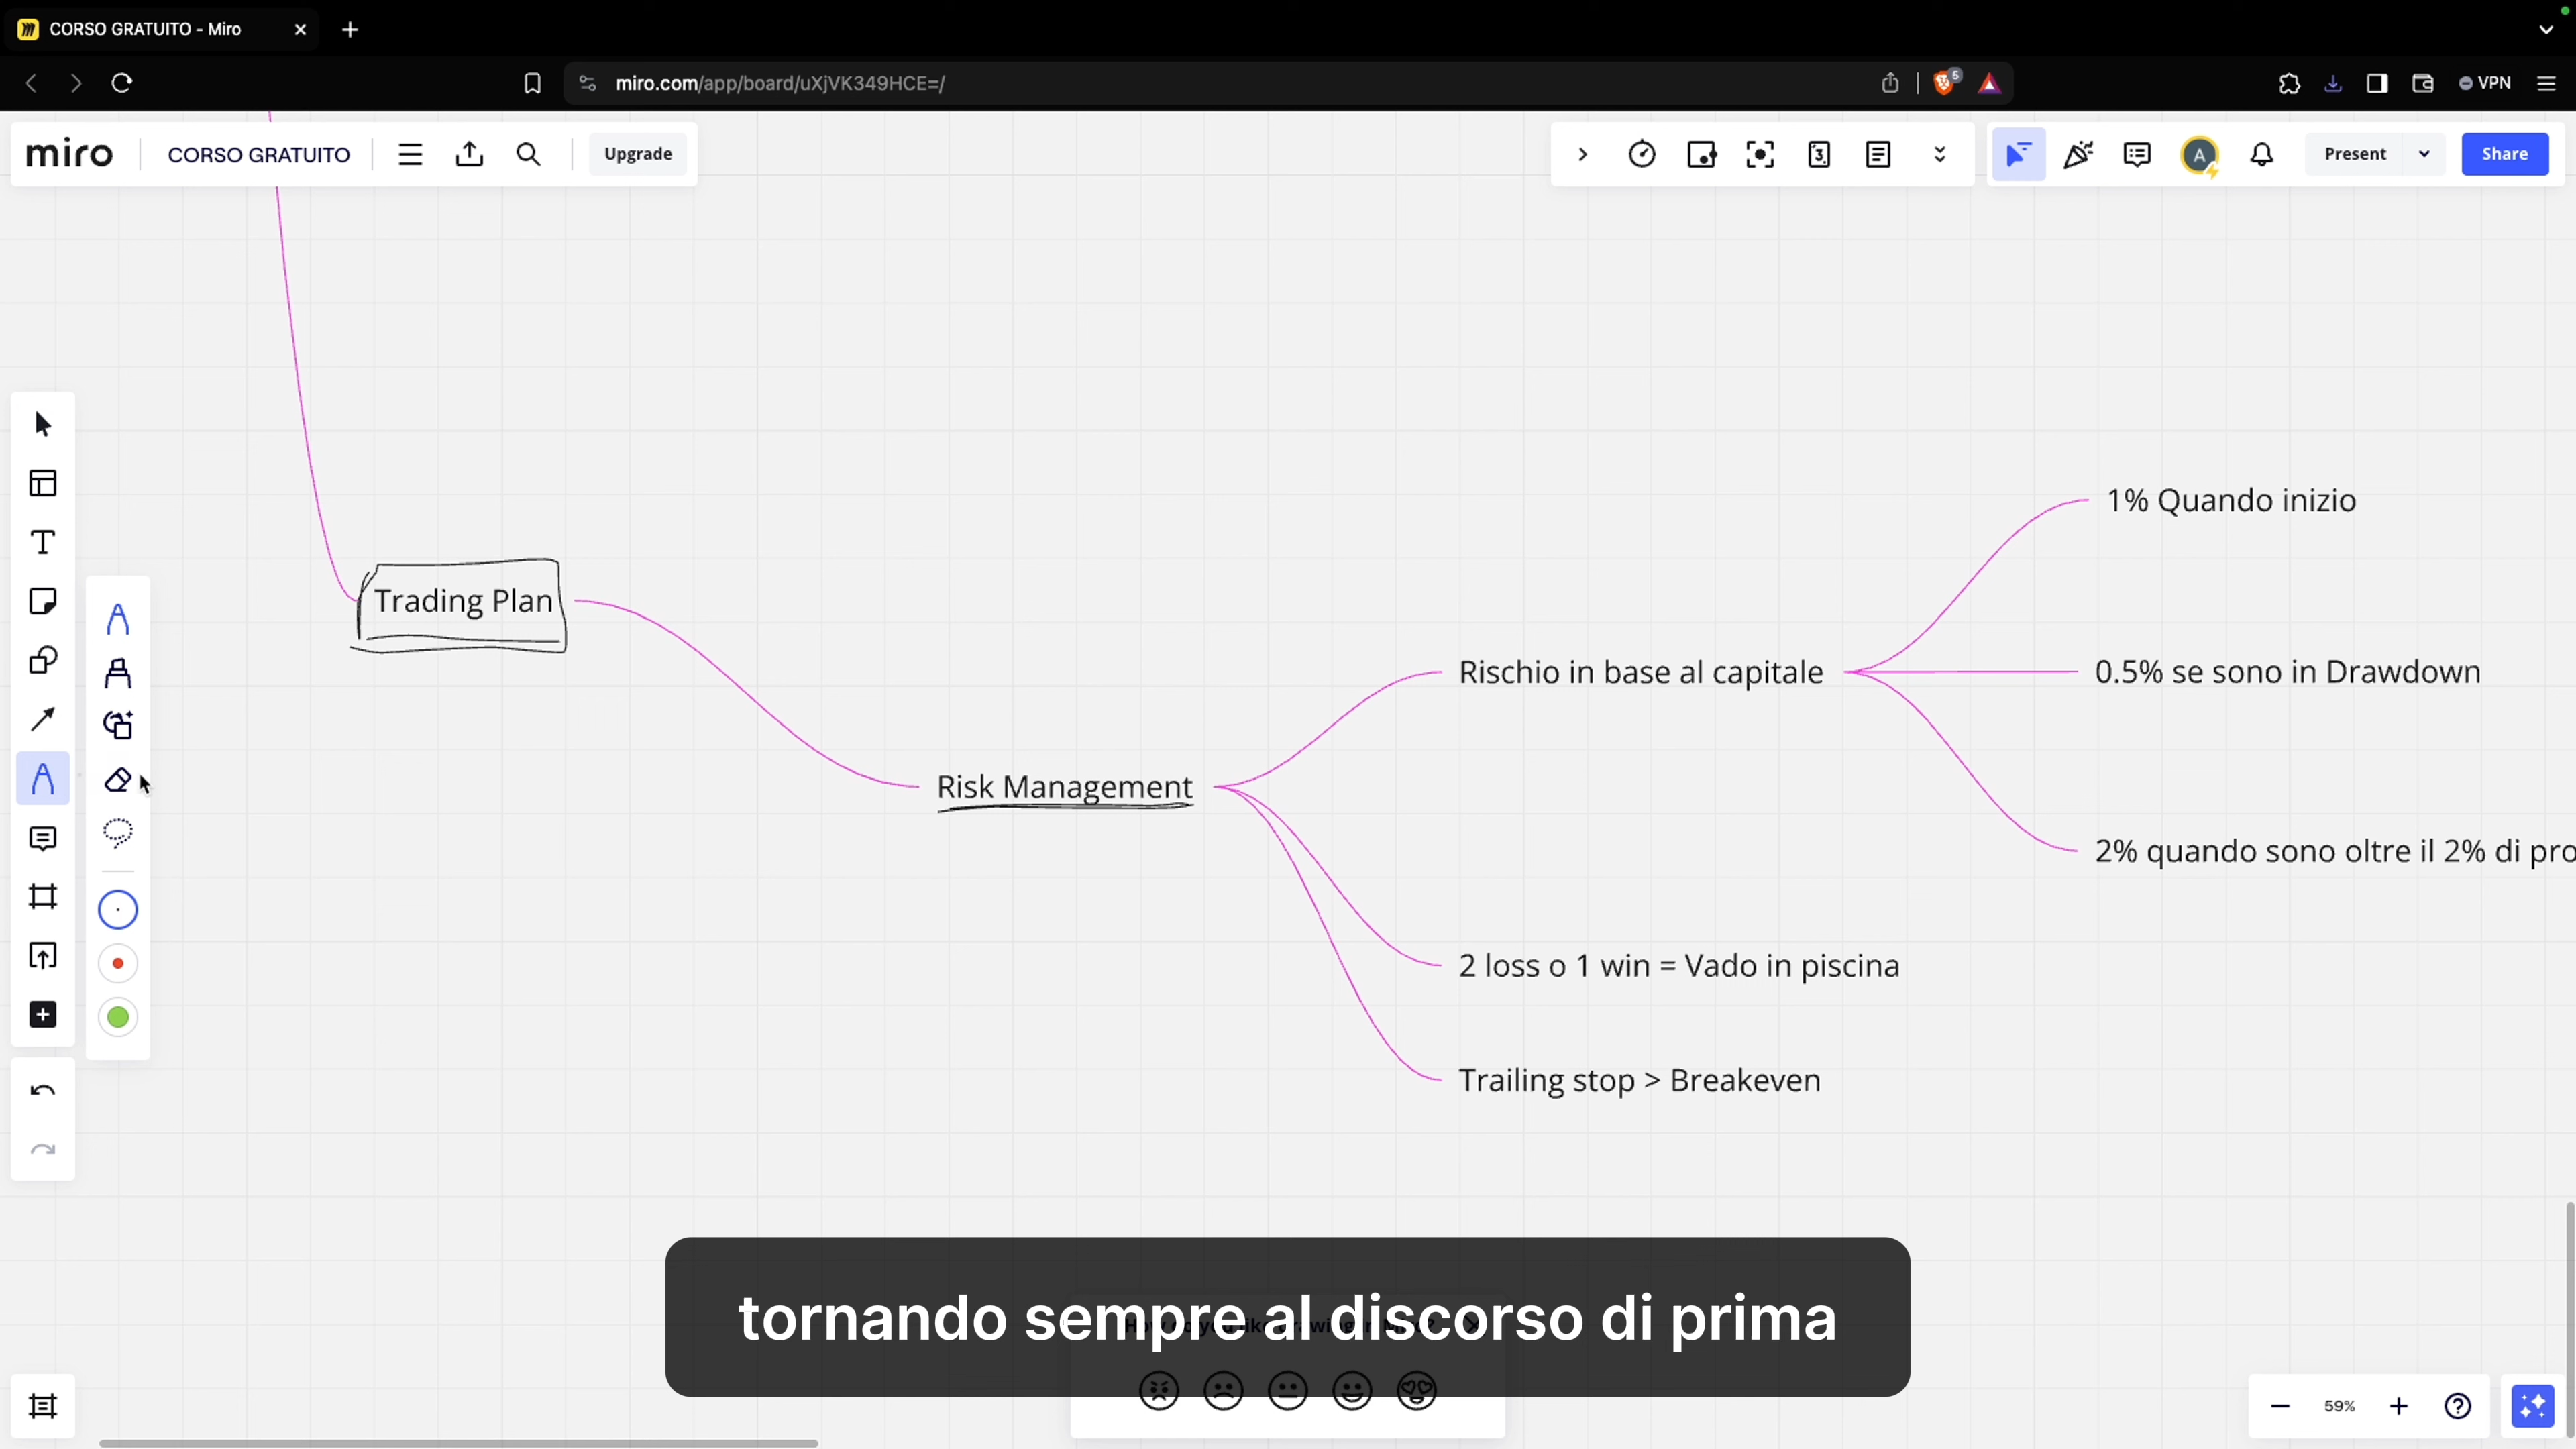 CORSO GRATUITO - Miro
miro.com/app/board/uXjVK349HCE=/
5
VPN
miro
CORSO GRATUITO
Upgrade
3
A
Present
Share
1% Quando inizio
Trading Plan
Rischio in base al capitale
0.5% se sono in Drawdown
Risk Management
2% quando sono oltre il 2% di pro
2 loss o 1 win = Vado in piscina
Trailing stop > Breakeven
tornando sempre al discorso di prima
59%